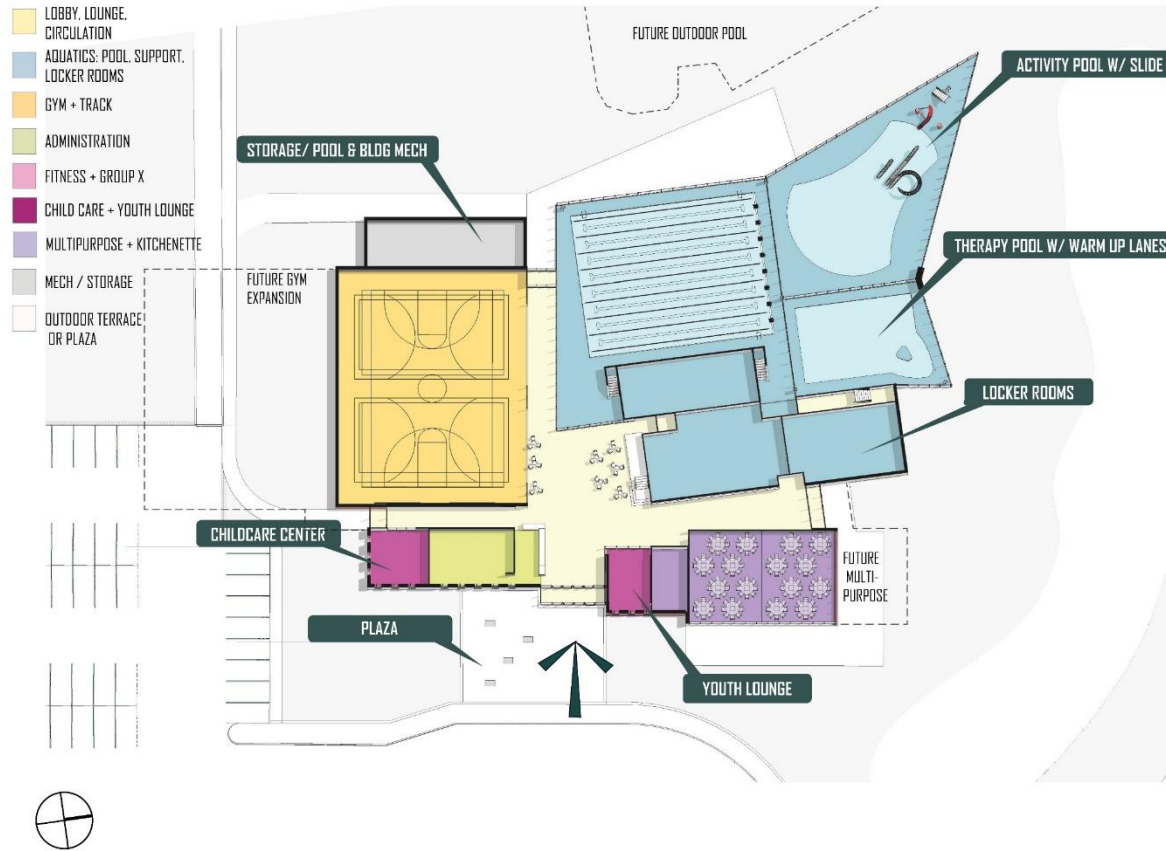 LOBBY, LOUNGE,
CIRCULATION
AQUATICS: POOL, SUPPORT,
LOCKER ROOMS
GYM + TRACK
ADMINISTRATION
FITNESS + GROUP X
CHILD CARE + YOUTH LOUNGE
MULTIPURPOSE + KITCHENETTE
MECH / STORAGE
OUTDOOR TERRACE
OR PLAZA
FUTURE OUTDOOR POOL
ACTIVITY POOL W/ SLIDE
STORAGE/ POOL & BLDG MECH
THERAPY POOL W/ WARM UP LANES
FUTURE GYM
EXPANSION
LOCKER ROOMS
CHILDCARE CENTER
FUTURE
MULTI-
PURPOSE
PLAZA
YOUTH LOUNGE